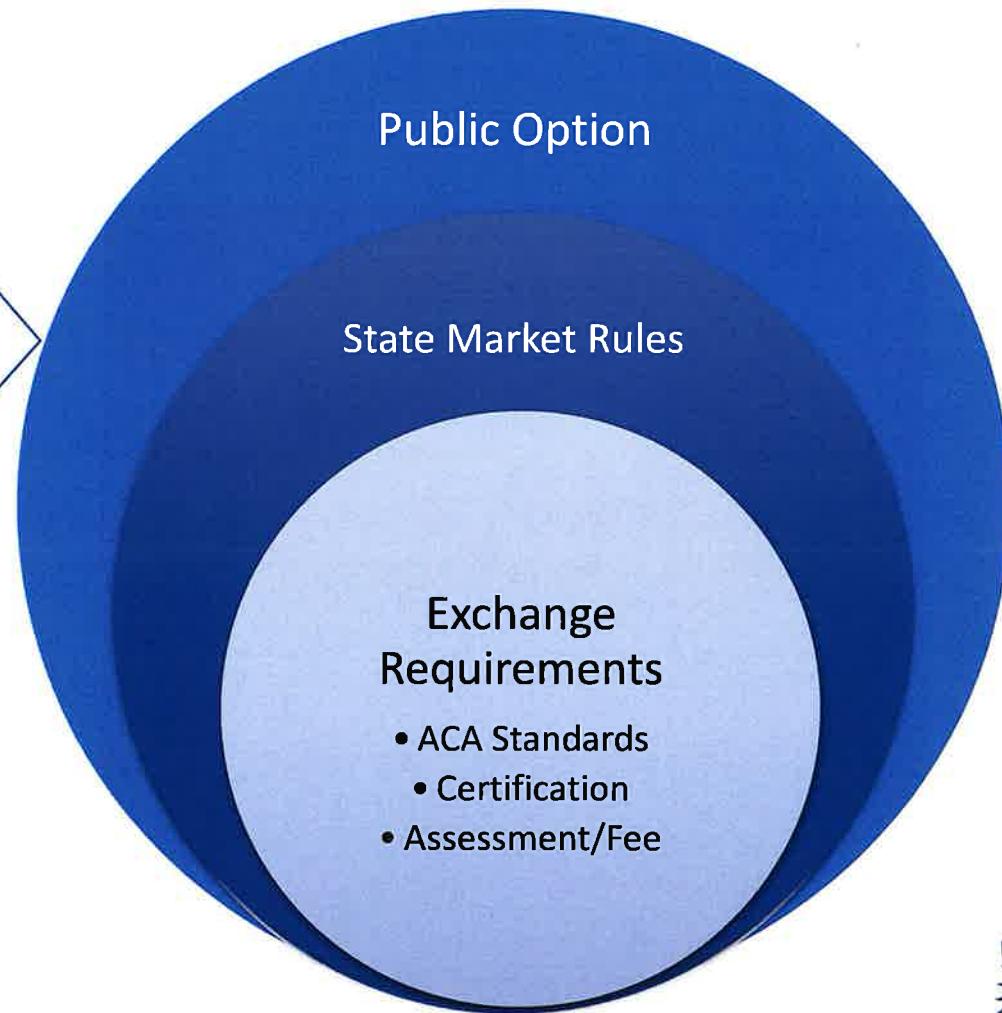 Public Option
State Market Rules
Exchange
Requirements
• ACA Standards
• Certification
• Assessment/Fee